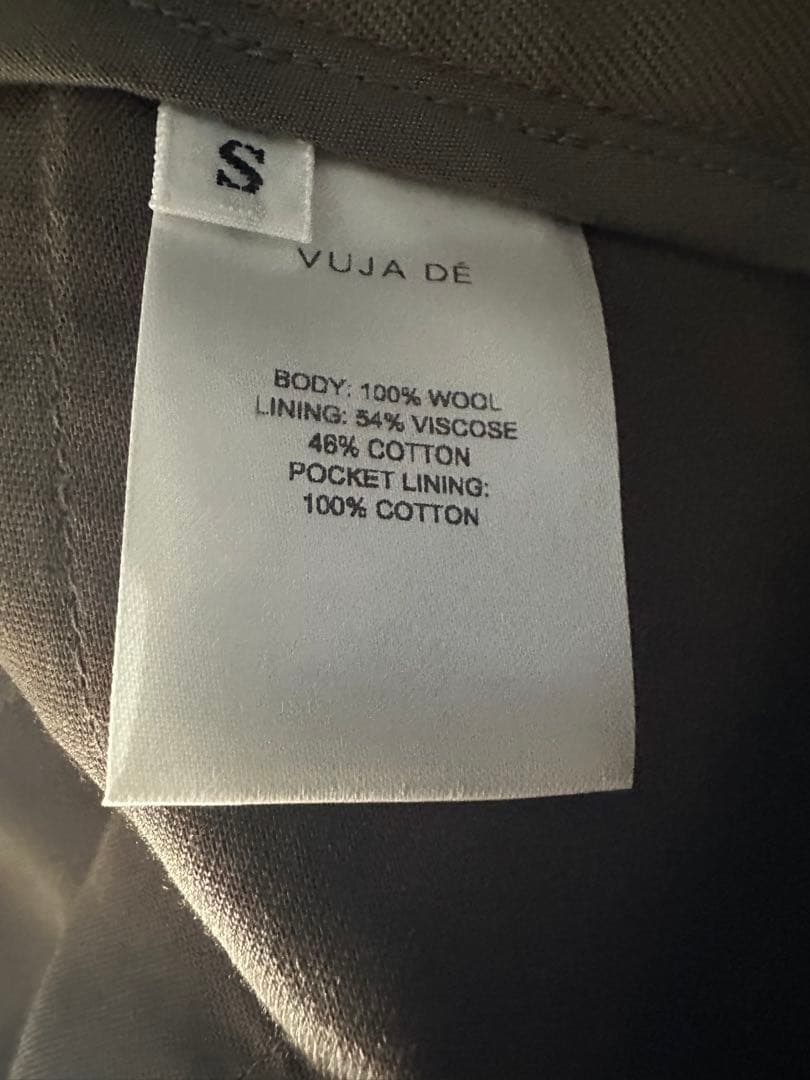 S
VUJA DÉ
BODY: 100% WOOL
LINING: 54% VISCOSE
46% COTTON
POCKET LINING:
100% COTTON